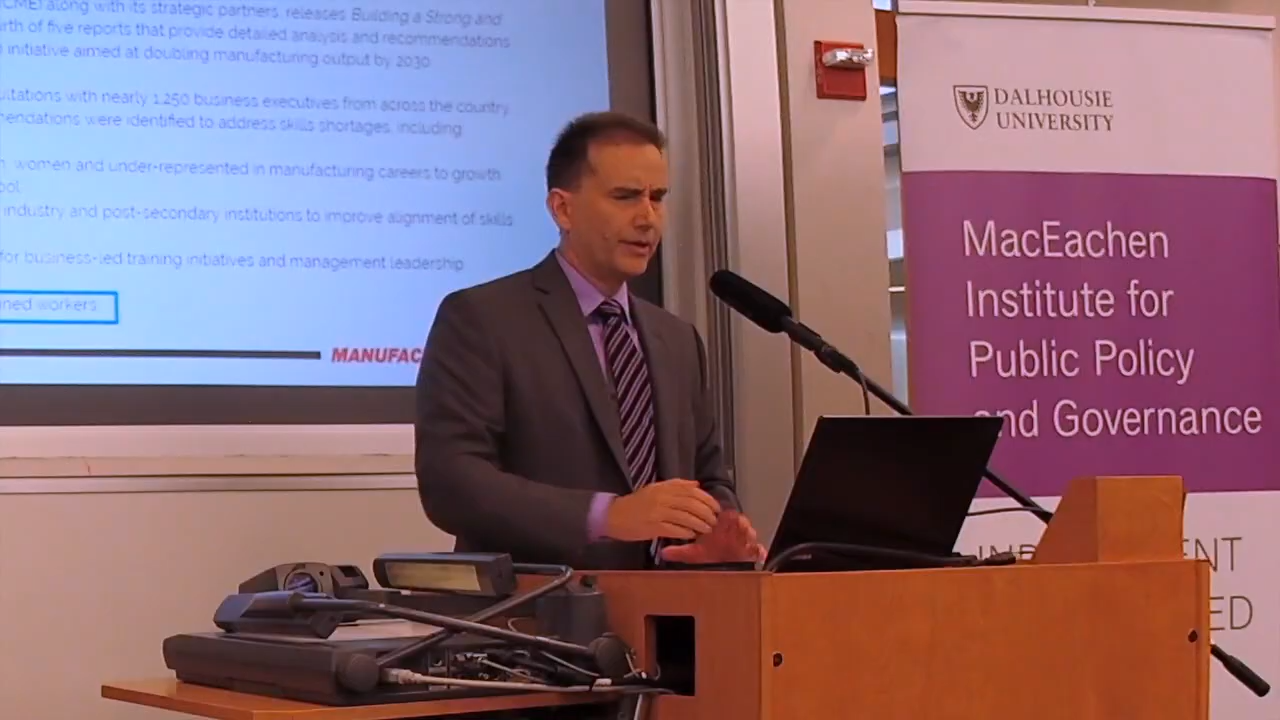 CME) along with its strategic partners, releases Building a Strong and
rth of five reports that provide detailed analysis and recommendations
initiative aimed at doubling manufacturing output by 2030.
ultations with nearly 1,250 business executives from across the country
endations were identified to address skills shortages, including:
women and under-represented in manufacturing careers to growth
ool.
industry and post-secondary institutions to improve alignment of skills
for business-led training initiatives and management leadership
ined workers.
MANUFAC
DALHOUSIE
UNIVERSITY
MacEachen
Institute for
Public Policy
and Governance
IND ENT
ED